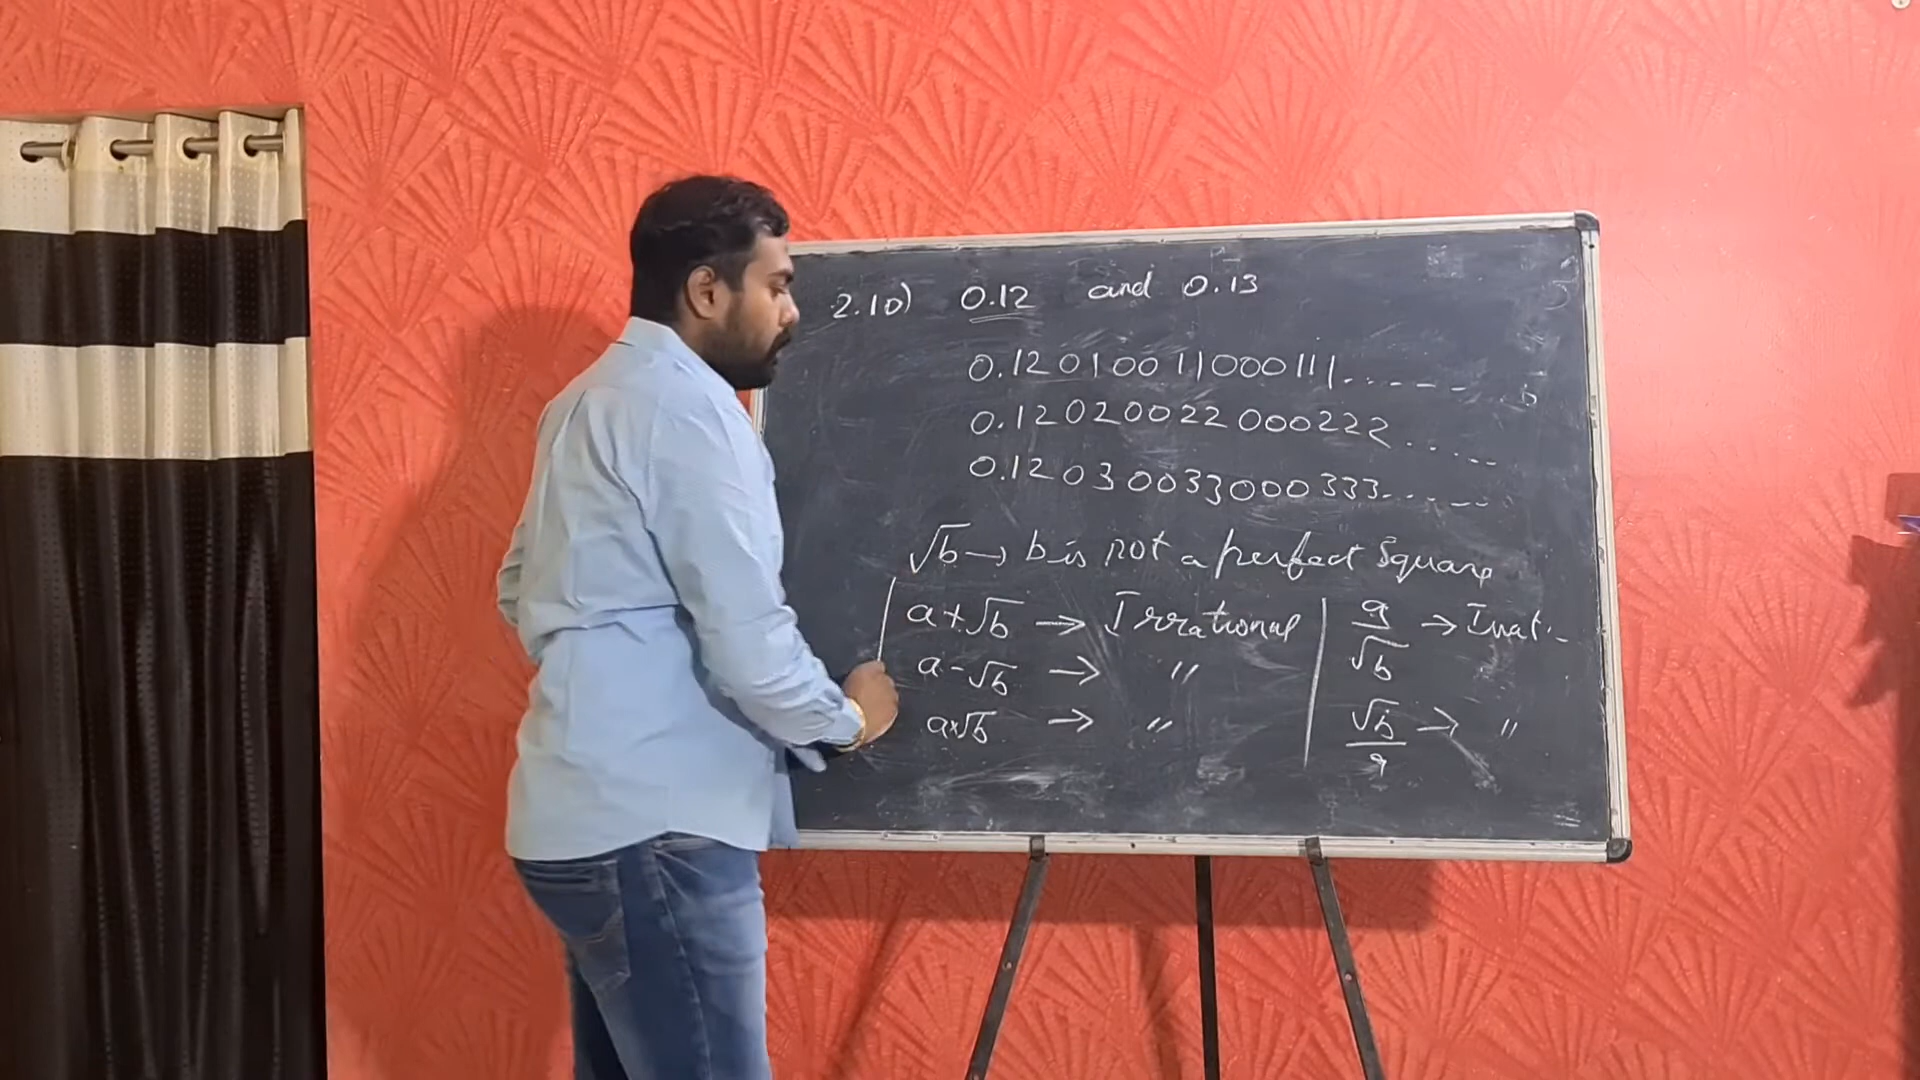 2.10) 0.12 and 0.13
0.12010011000111......
0.12020022000222.....
0.12030033000333......
√b → b is not a perfect square
a+√b → Irrational
a-√b → "
a×√b → "
a/√b → Irrat..
√b/a → "